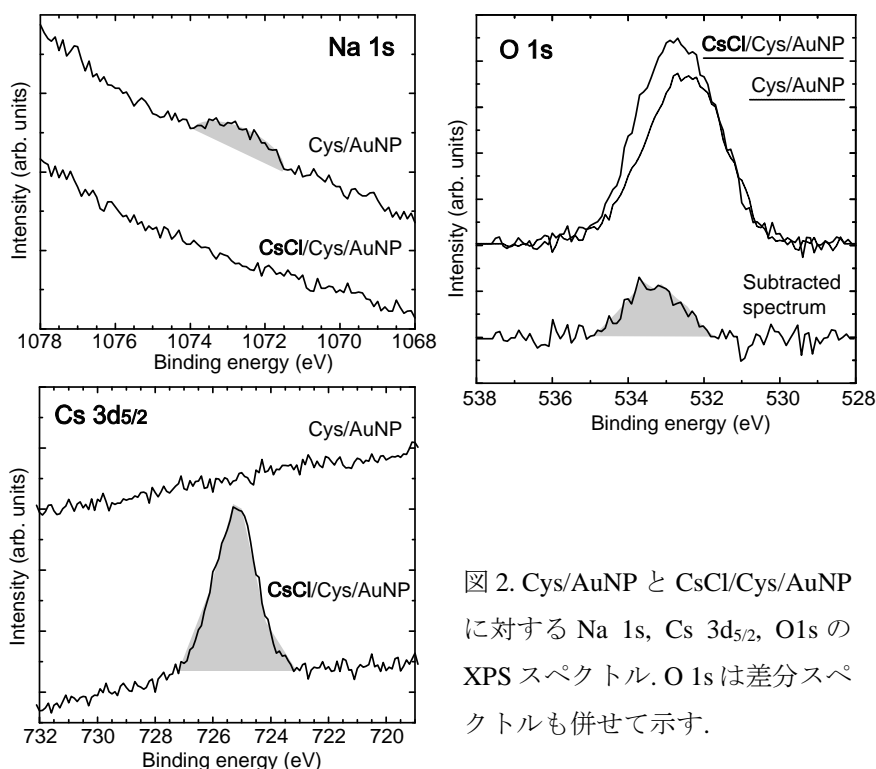 Na 1s
Cys/AuNP
CsCl/Cys/AuNP
Intensity (arb. units)
1078 1076 1074 1072 1070 1068
Binding energy (eV)
O 1s
CsCl/Cys/AuNP
Cys/AuNP
Subtracted
spectrum
Intensity (arb. units)
538 536 534 532 530 528
Binding energy (eV)
Cs 3d5/2
Cys/AuNP
CsCl/Cys/AuNP
Intensity (arb. units)
732 730 728 726 724 722 720
Binding energy (eV)
図 2. Cys/AuNP と CsCl/Cys/AuNP
に対する Na 1s, Cs 3d5/2, O1s の
XPS スペクトル. O 1s は差分スペ
クトルも併せて示す.